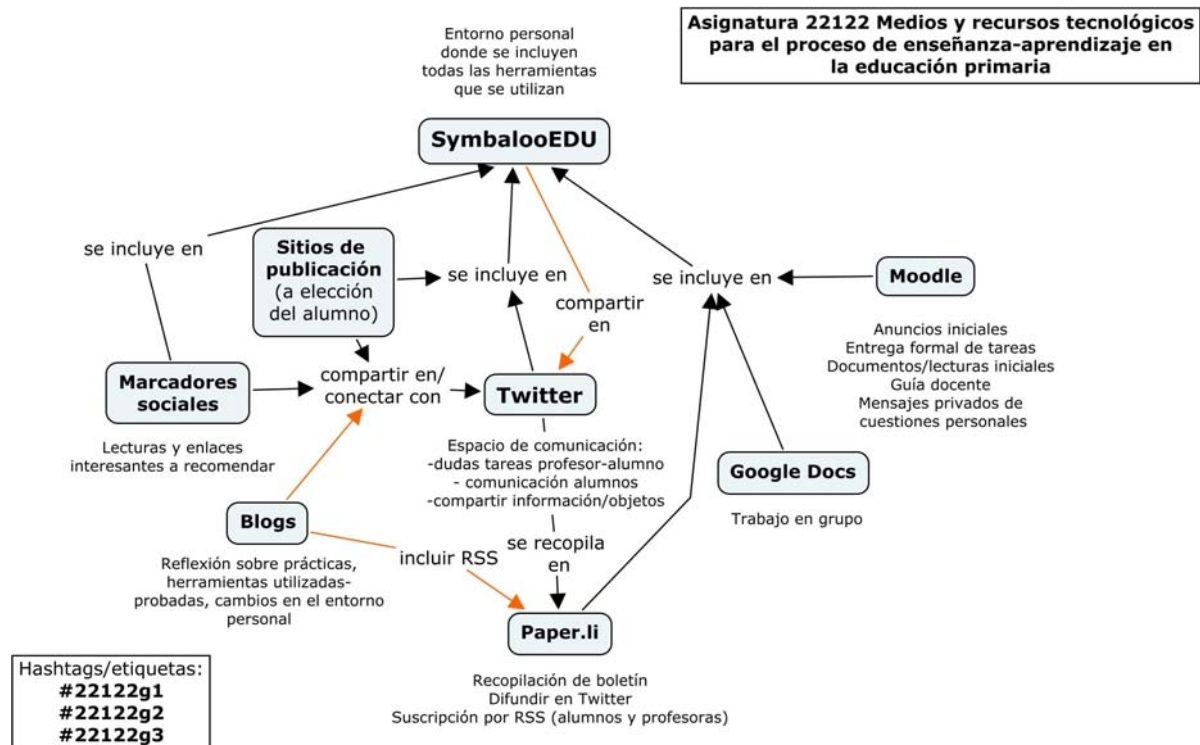 Asignatura 22122 Medios y recursos tecnológicos
para el proceso de enseñanza-aprendizaje en
la educación primaria
Entorno personal
donde se incluyen
todas las herramientas
que se utilizan
SymbalooEDU
se incluye en
Sitios de
publicación
(a elección
del alumno)
se incluye en
compartir
en
se incluye en
Moodle
Anuncios iniciales
Entrega formal de tareas
Documentos/lecturas iniciales
Guía docente
Mensajes privados de
cuestiones personales
Marcadores
sociales
Lecturas y enlaces
interesantes a recomendar
compartir en/
conectar con
Twitter
Espacio de comunicación:
-dudas tareas profesor-alumno
- comunicación alumnos
-compartir información/objetos
Google Docs
Trabajo en grupo
Blogs
Reflexión sobre prácticas,
herramientas utilizadas-
probadas, cambios en el entorno
personal
incluir RSS
se recopila
en
Paper.li
Recopilación de boletín
Difundir en Twitter
Suscripción por RSS (alumnos y profesoras)
Hashtags/etiquetas:
#22122g1
#22122g2
#22122g3